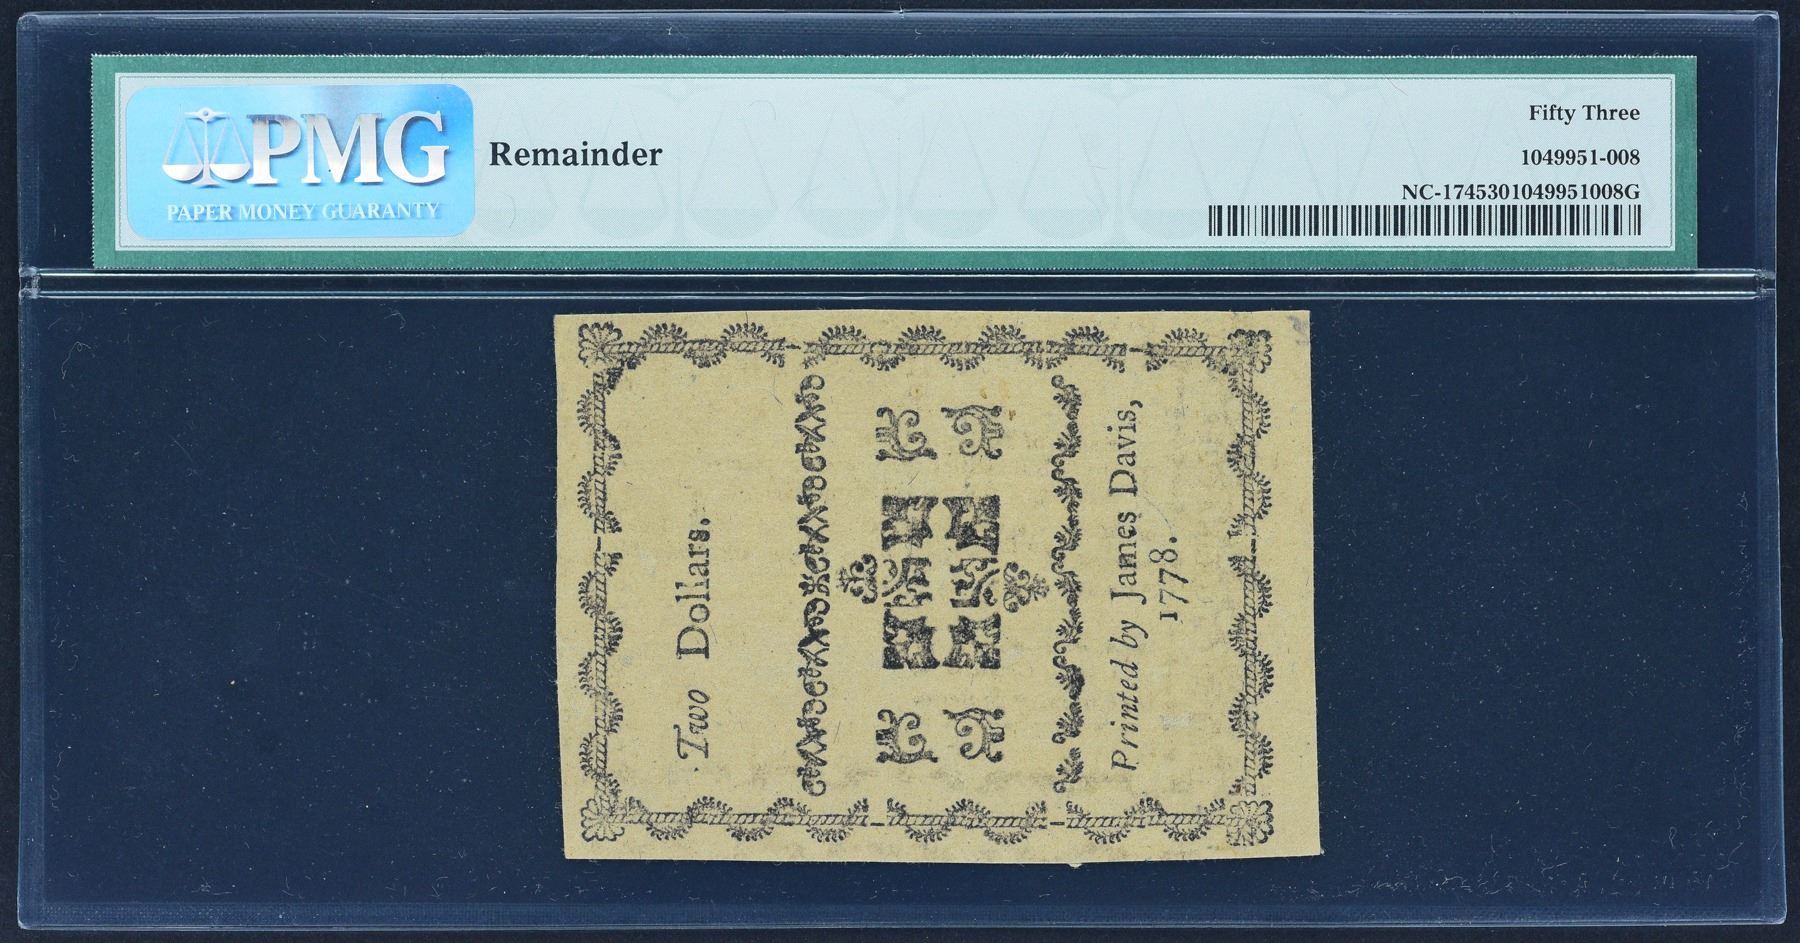 PMG
PAPER MONEY GUARANTY
Remainder
Fifty Three
1049951-008
NC-1745301049951008G
Two Dollars.
Printed by James Davis,
1778.